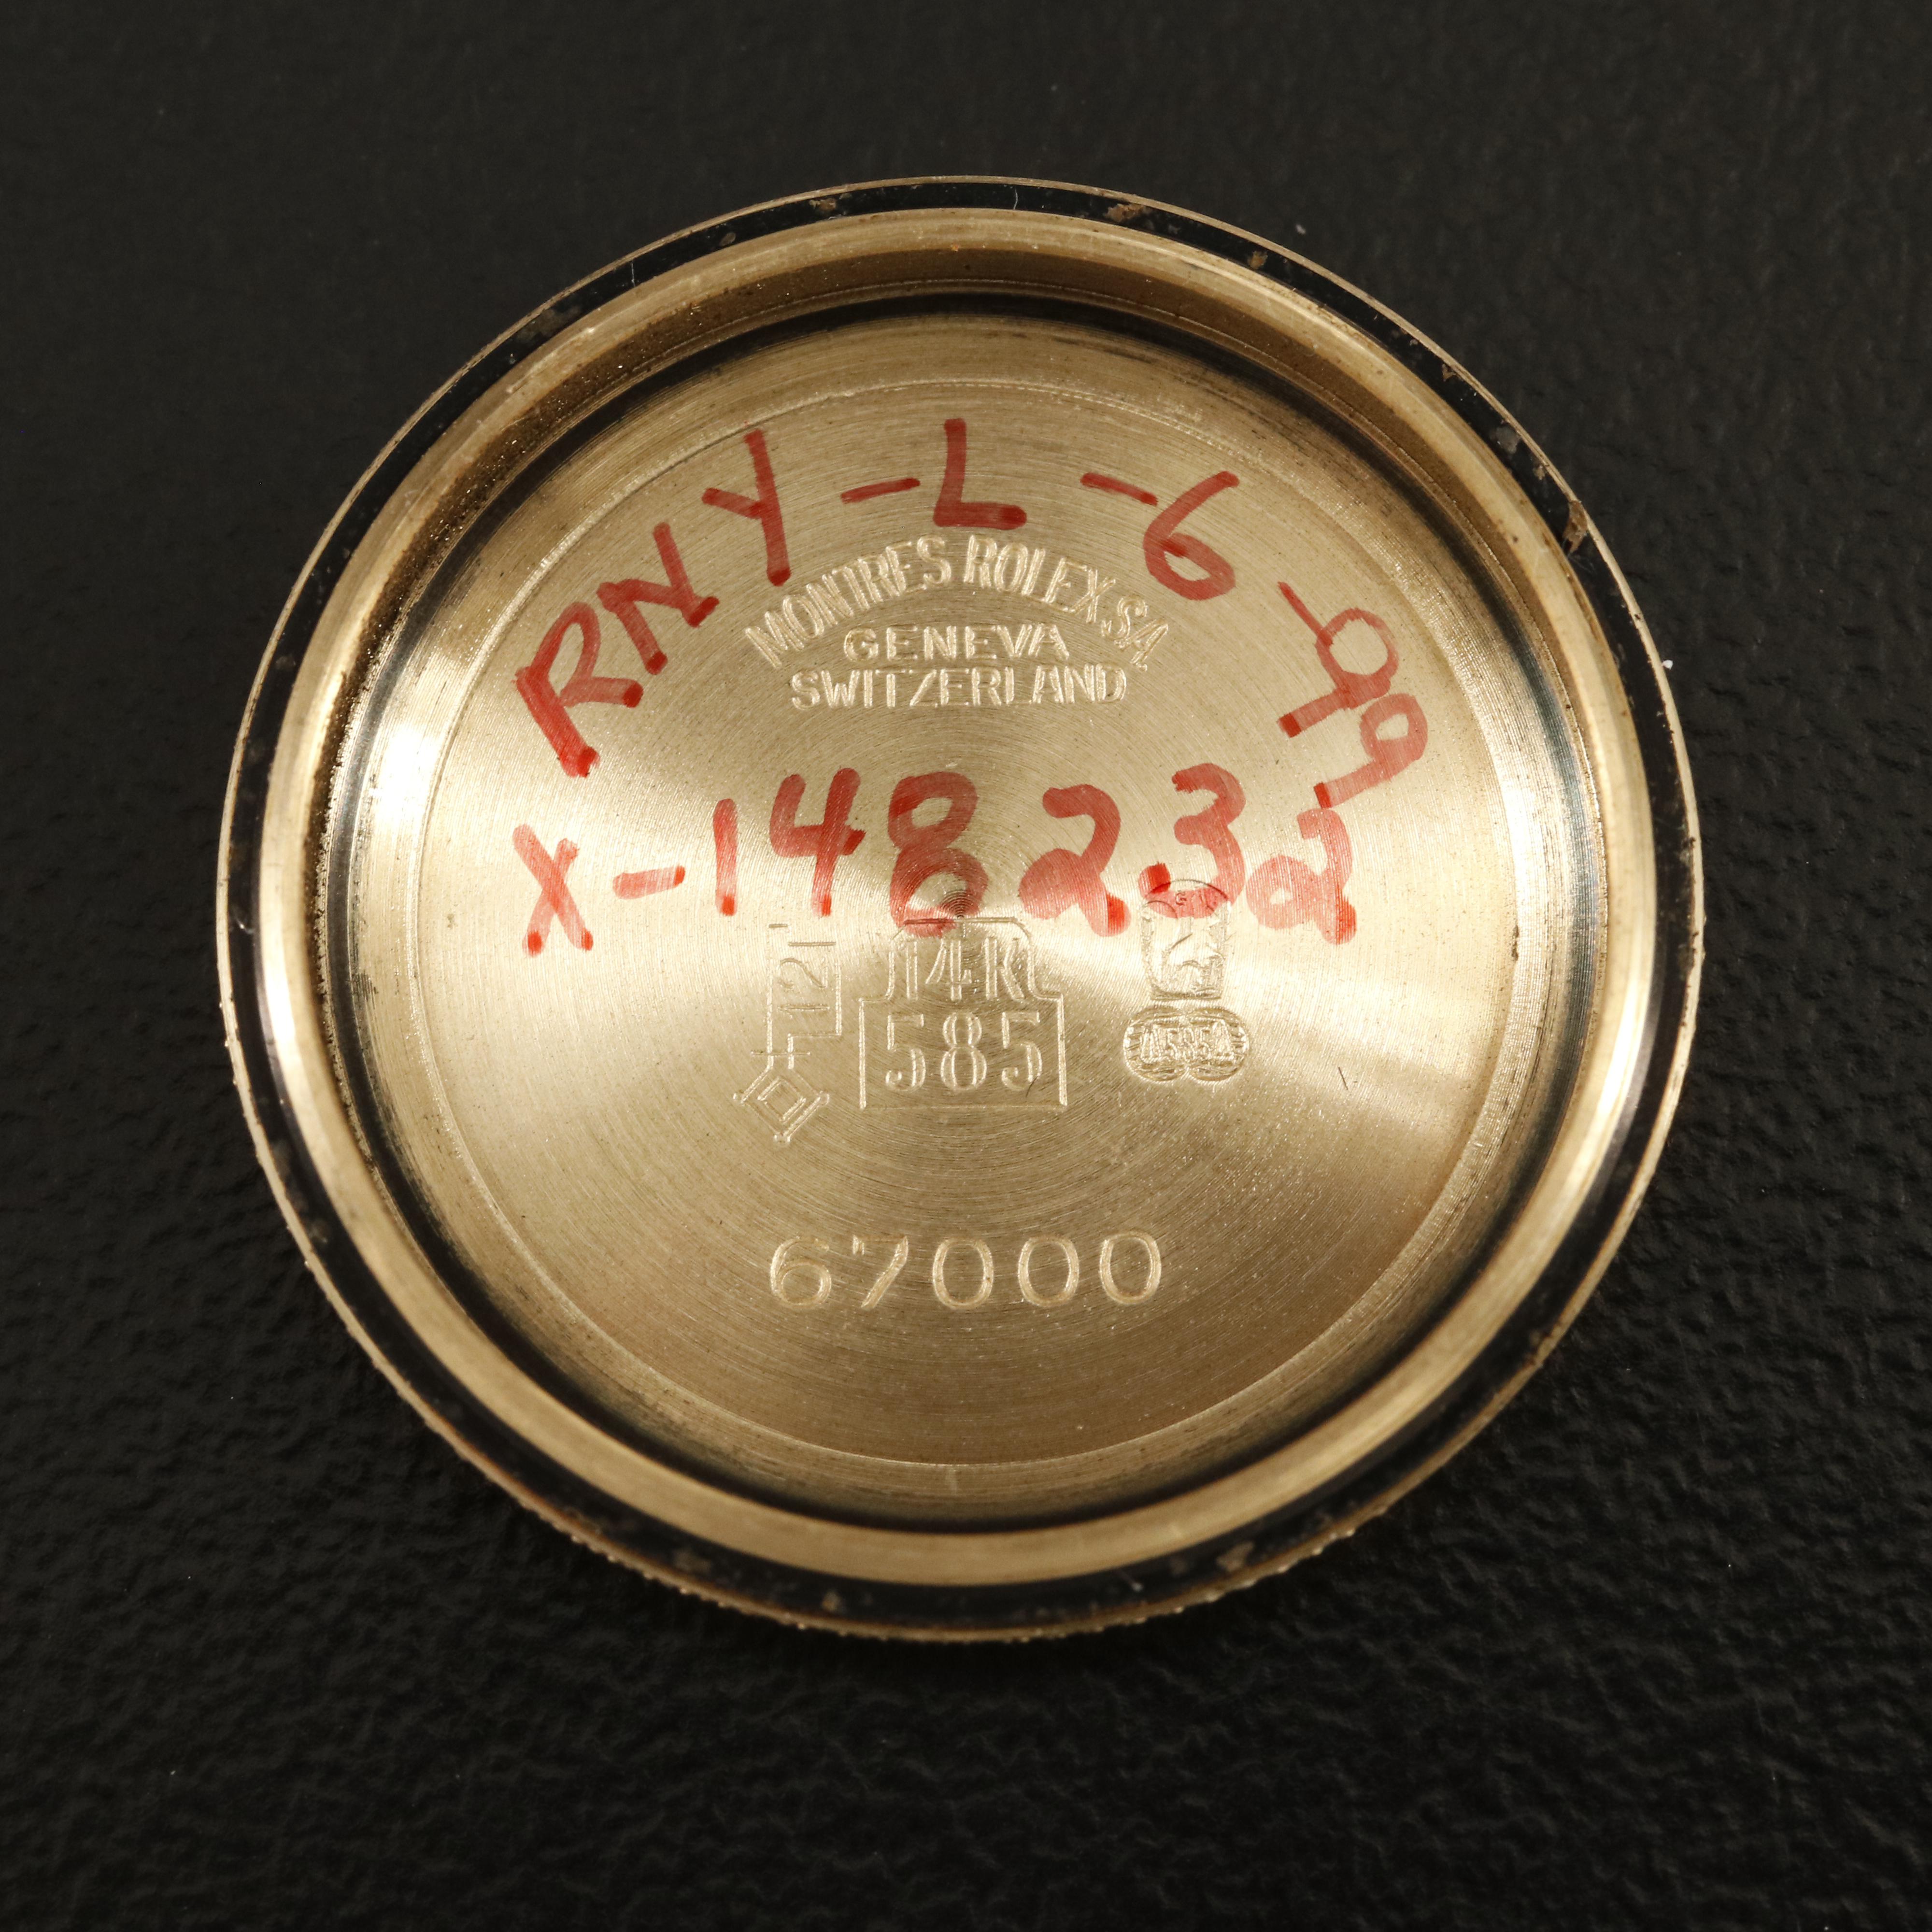 RNY-L-6-99
MONTRES ROLEX S.A.
GENEVA
SWITZERLAND
X-148232
14K
585
67000